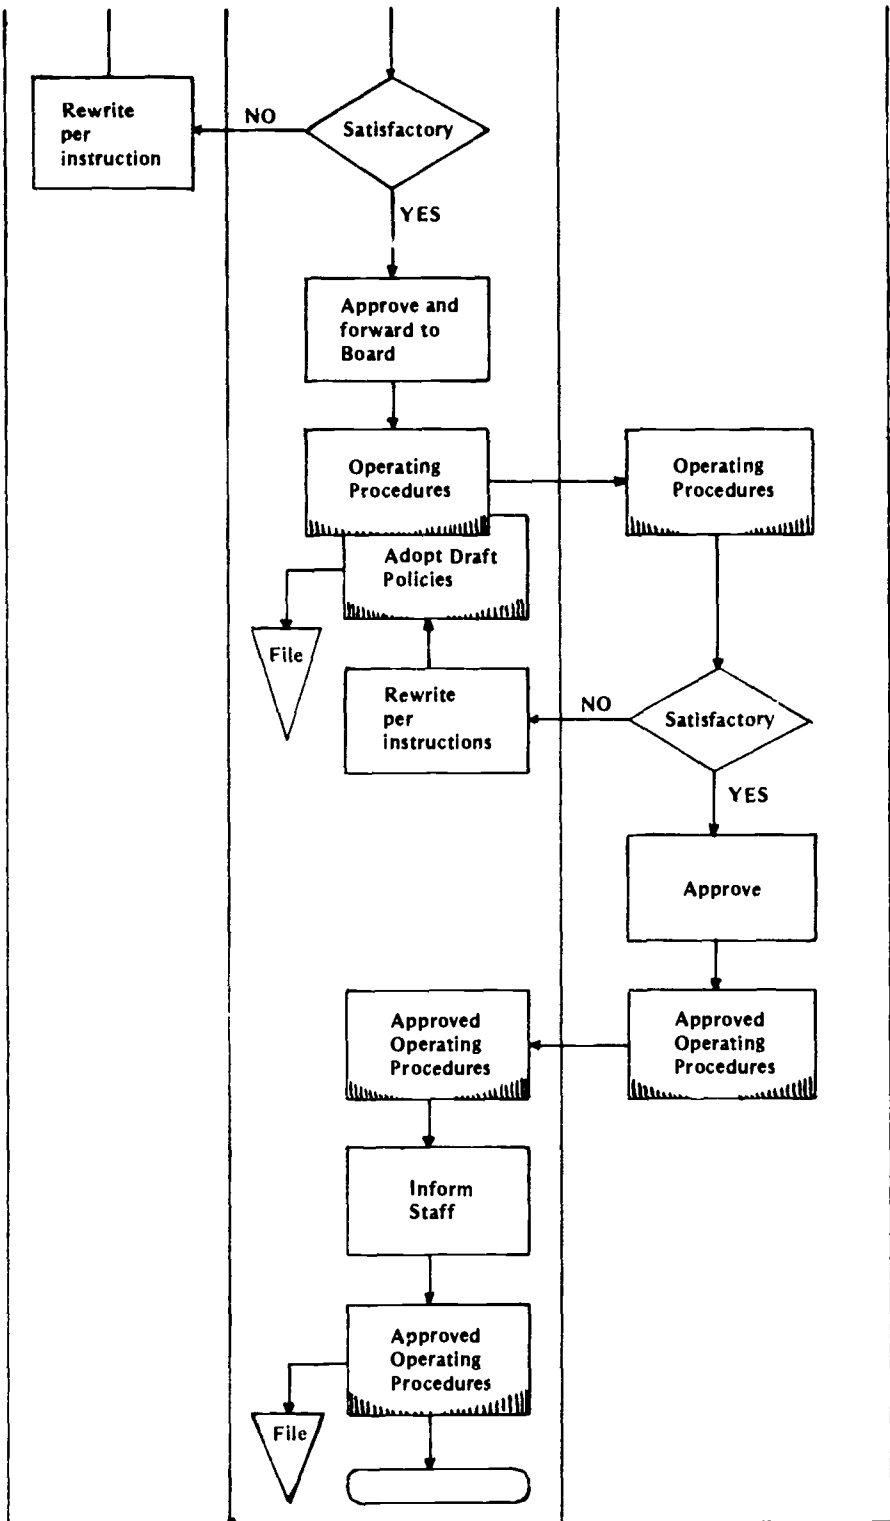 Rewrite
per
instruction
NO
Satisfactory
YES
Approve and
forward to
Board
Operating
Procedures
Operating
Procedures
Adopt Draft
Policies
File
Rewrite
per
instructions
NO
Satisfactory
YES
Approve
Approved
Operating
Procedures
Approved
Operating
Procedures
Inform
Staff
Approved
Operating
Procedures
File